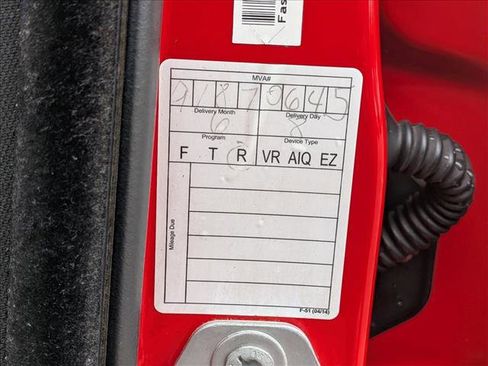 Fas
MVA#
91870645
Delivery Month Delivery Day
6 8
Program Device Type
F T R VR AIQ EZ
Mileage Due
F-51 (04/14)